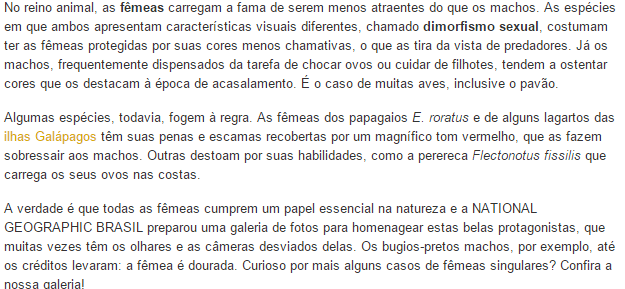 No reino animal, as fêmeas carregam a fama de serem menos atraentes do que os machos. As espécies
em que ambos apresentam características visuais diferentes, chamado dimorfismo sexual, costumam
ter as fêmeas protegidas por suas cores menos chamativas, o que as tira da vista de predadores. Já os
machos, frequentemente dispensados da tarefa de chocar ovos ou cuidar de filhotes, tendem a ostentar
cores que os destacam à época de acasalamento. É o caso de muitas aves, inclusive o pavão.
Algumas espécies, todavia, fogem à regra. As fêmeas dos papagaios E. roratus e de alguns lagartos das
ilhas Galápagos têm suas penas e escamas recobertas por um magnífico tom vermelho, que as fazem
sobressair aos machos. Outras destoam por suas habilidades, como a perereca Flectonotus fissilis que
carrega os seus ovos nas costas.
A verdade é que todas as fêmeas cumprem um papel essencial na natureza e a NATIONAL
GEOGRAPHIC BRASIL preparou uma galeria de fotos para homenagear estas belas protagonistas, que
muitas vezes têm os olhares e as câmeras desviados delas. Os bugios-pretos machos, por exemplo, até
os créditos levaram: a fêmea é dourada. Curioso por mais alguns casos de fêmeas singulares? Confira a
nossa galeria!